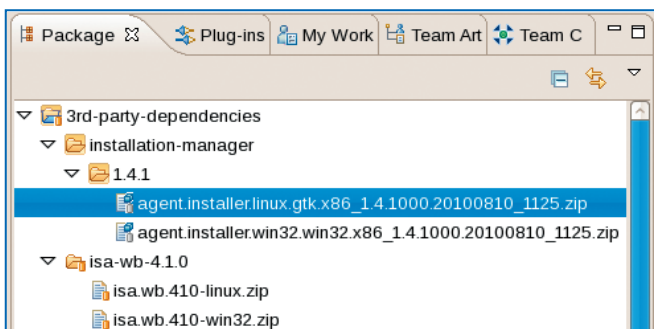 Package Plug-ins My Work Team Art Team C
3rd-party-dependencies
installation-manager
1.4.1
agent.installer.linux.gtk.x86_1.4.1000.20100810_1125.zip
agent.installer.win32.win32.x86_1.4.1000.20100810_1125.zip
isa-wb-4.1.0
isa.wb.410-linux.zip
isa.wb.410-win32.zip